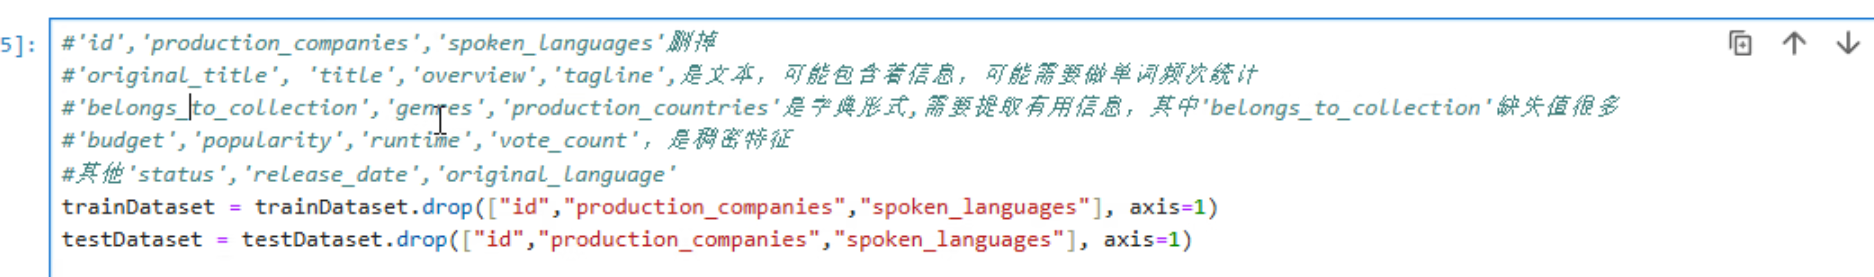 5]:
#'id','production_companies','spoken_languages'删掉
#'original_title', 'title','overview','tagline',是文本，可能包含着信息，可能需要做单词频次统计
#'belongs_to_collection','genres','production_countries'是字典形式,需要提取有用信息，其中'belongs_to_collection'缺失值很多
#'budget','popularity','runtime','vote_count'，是稠密特征
#其他'status','release_date','original_language'
trainDataset = trainDataset.drop(["id","production_companies","spoken_languages"], axis=1)
testDataset = testDataset.drop(["id","production_companies","spoken_languages"], axis=1)